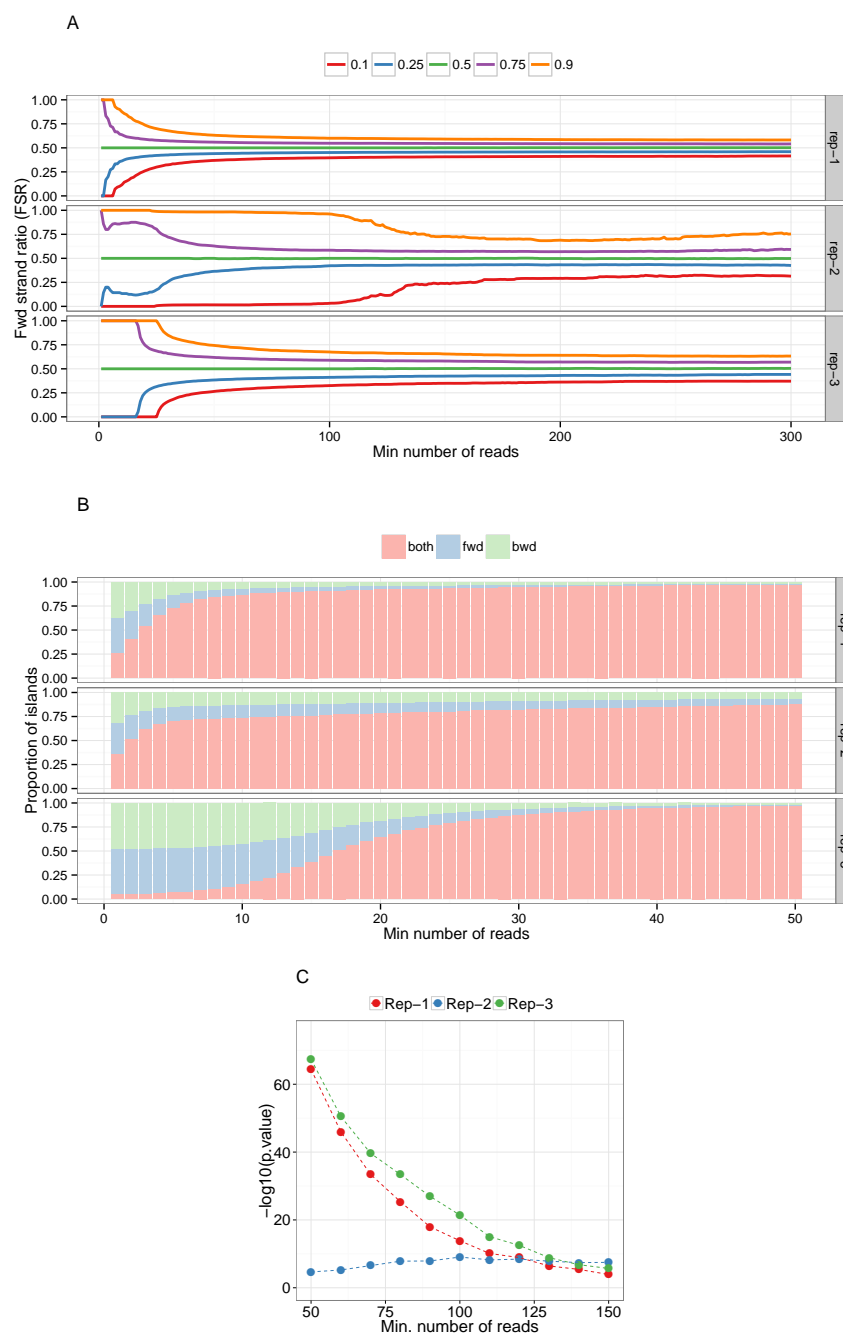 A
0.1 0.25 0.5 0.75 0.9
Fwd strand ratio (FSR)
1.00
0.75
0.50
0.25
0.00
rep−1
1.00
0.75
0.50
0.25
0.00
rep−2
1.00
0.75
0.50
0.25
0.00
rep−3
0 100 200 300
Min number of reads
B
both fwd bwd
Proportion of islands
1.00
0.75
0.50
0.25
0.00
1.00
0.75
0.50
0.25
0.00
1.00
0.75
0.50
0.25
0.00
0 10 20 30 40 50
Min number of reads
C
Rep−1 Rep−2 Rep−3
−log10(p.value)
60
40
20
0
50 75 100 125 150
Min. number of reads